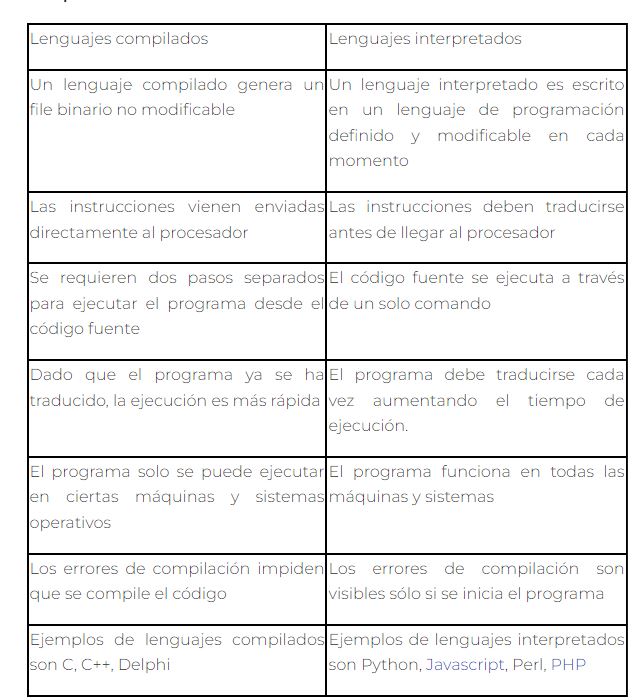 Lenguajes compilados
Lenguajes interpretados
Un lenguaje compilado genera un
file binario no modificable
Un lenguaje interpretado es escrito
en un lenguaje de programación
definido y modificable en cada
momento
Las instrucciones vienen enviadas
directamente al procesador
Las instrucciones deben traducirse
antes de llegar al procesador
Se requieren dos pasos separados
para ejecutar el programa desde el
código fuente
El código fuente se ejecuta a través
de un solo comando
Dado que el programa ya se ha
traducido, la ejecución es más rápida
El programa debe traducirse cada
vez aumentando el tiempo de
ejecución.
El programa solo se puede ejecutar
en ciertas máquinas y sistemas
operativos
El programa funciona en todas las
máquinas y sistemas
Los errores de compilación impiden
que se compile el código
Los errores de compilación son
visibles sólo si se inicia el programa
Ejemplos de lenguajes compilados
son C, C++, Delphi
Ejemplos de lenguajes interpretados
son Python, Javascript, Perl, PHP